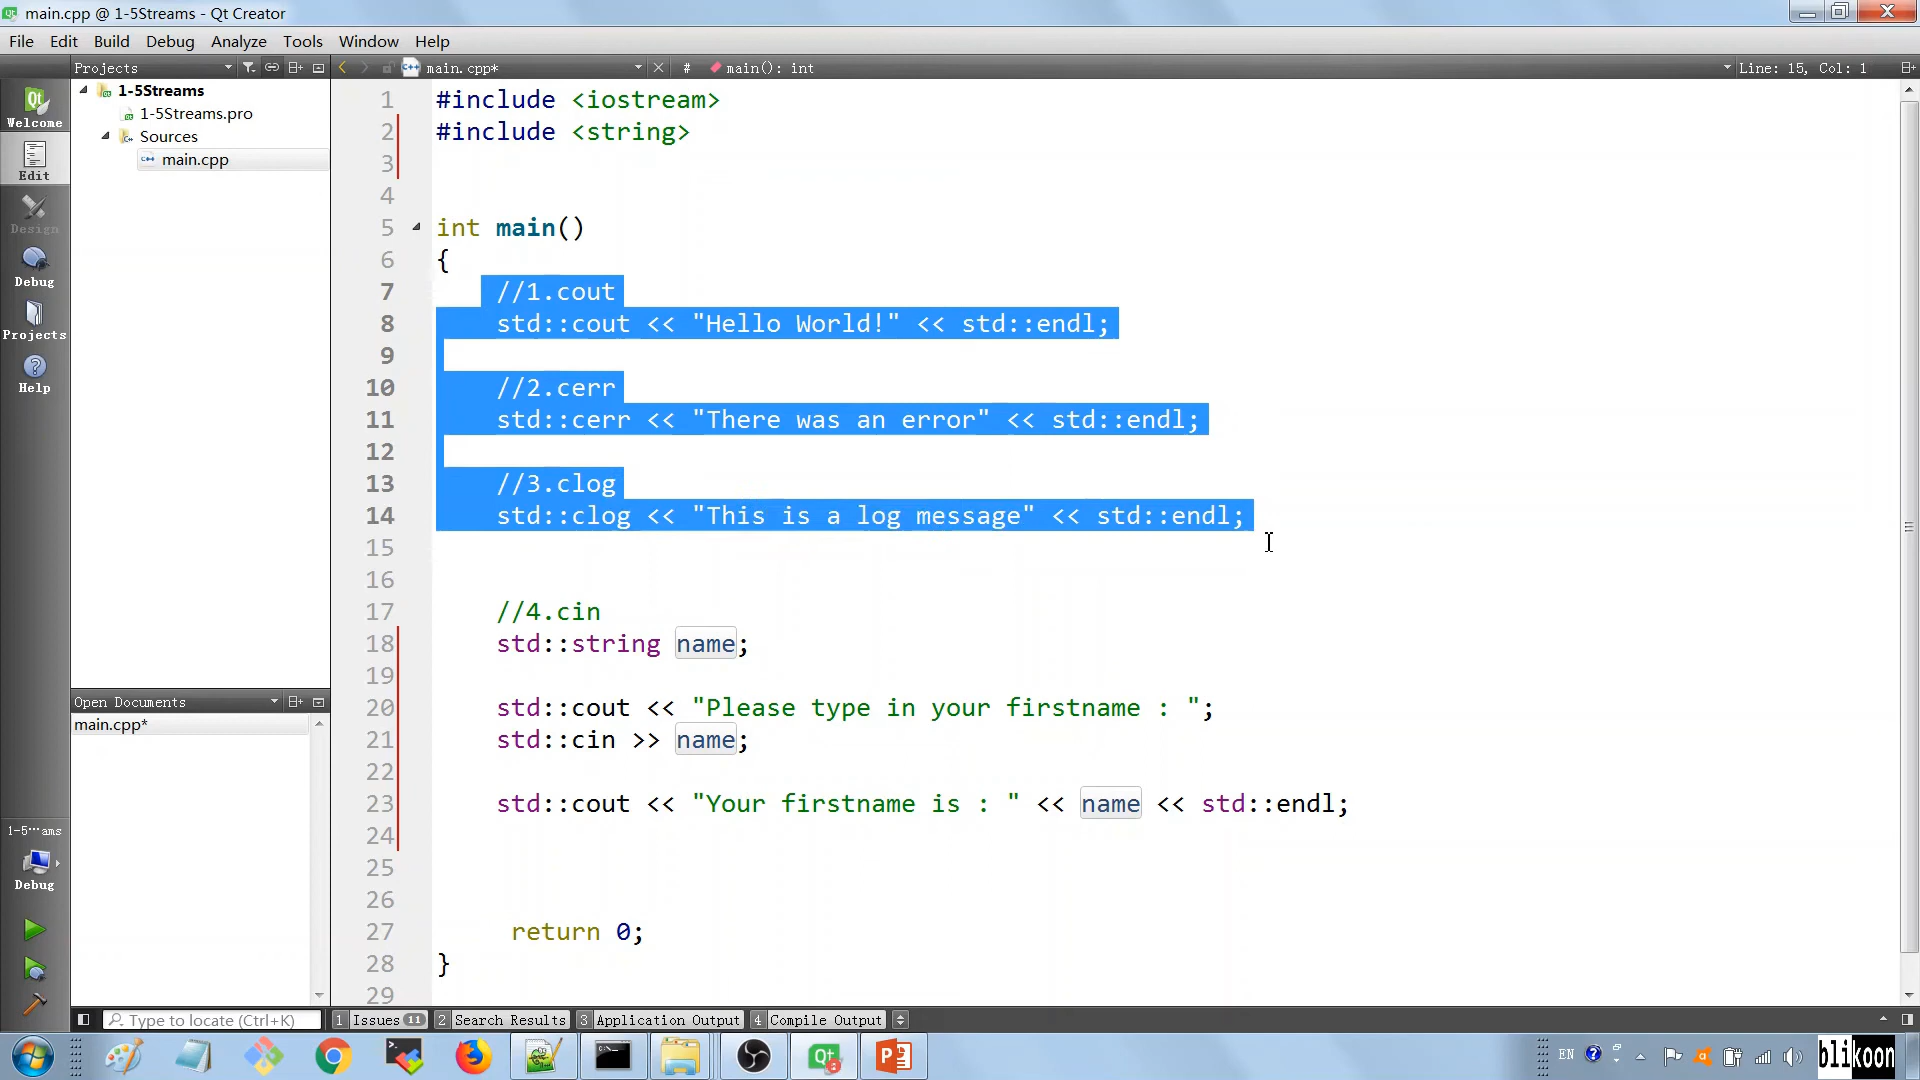 main.cpp @ 1-5Streams - Qt Creator
File Edit Build Debug Analyze Tools Window Help
Projects
main.cpp*
# main(): int
Line: 15, Col: 1
Welcome
Edit
Design
Debug
Projects
Help
1-5Streams
1-5Streams.pro
Sources
main.cpp
Open Documents
main.cpp*
1-5···ams
Debug
1 #include <iostream>
2 #include <string>
3
4
5 int main()
6 {
7 //1.cout
8 std::cout << "Hello World!" << std::endl;
9
10 //2.cerr
11 std::cerr << "There was an error" << std::endl;
12
13 //3.clog
14 std::clog << "This is a log message" << std::endl;
15
16
17 //4.cin
18 std::string name;
19
20 std::cout << "Please type in your firstname : ";
21 std::cin >> name;
22
23 std::cout << "Your firstname is : " << name << std::endl;
24
25
26
27 return 0;
28 }
29
Type to locate (Ctrl+K) 1 Issues 11 2 Search Results 3 Application Output 4 Compile Output
EN
blikoon